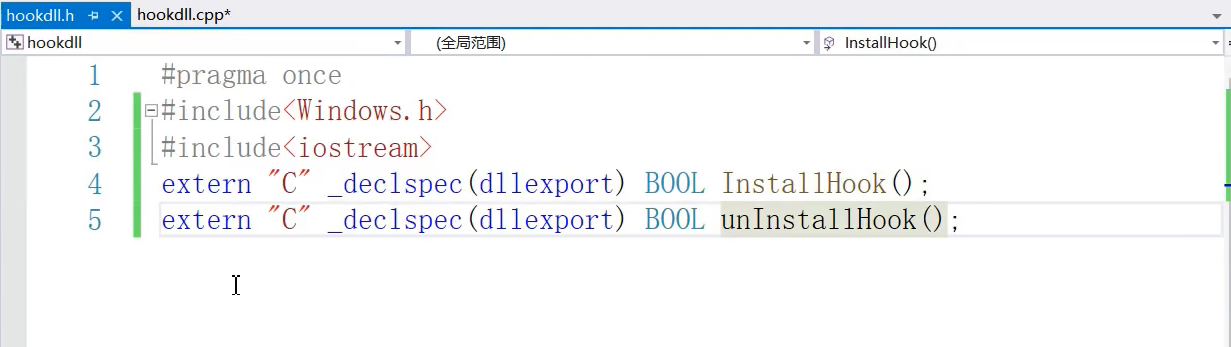 hookdll.h hookdll.cpp*
hookdll (全局范围) InstallHook()
1 #pragma once
2 #include<Windows.h>
3 #include<iostream>
4 extern "C" _declspec(dllexport) BOOL InstallHook();
5 extern "C" _declspec(dllexport) BOOL unInstallHook();